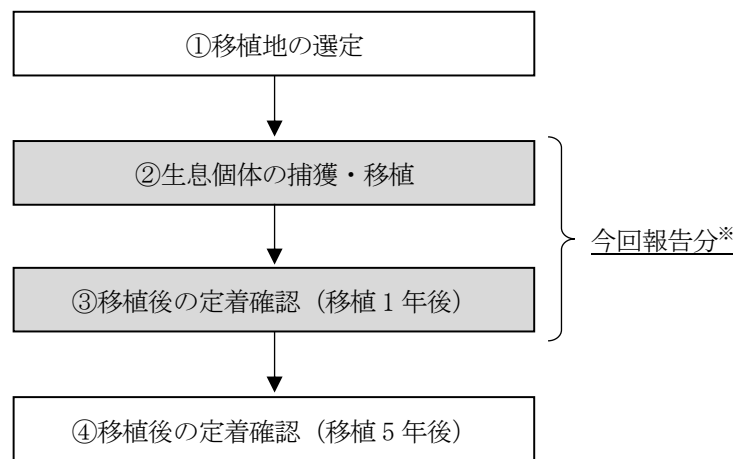 ①移植地の選定
②生息個体の捕獲・移植
今回報告分※
③移植後の定着確認（移植 1 年後）
④移植後の定着確認（移植 5 年後）